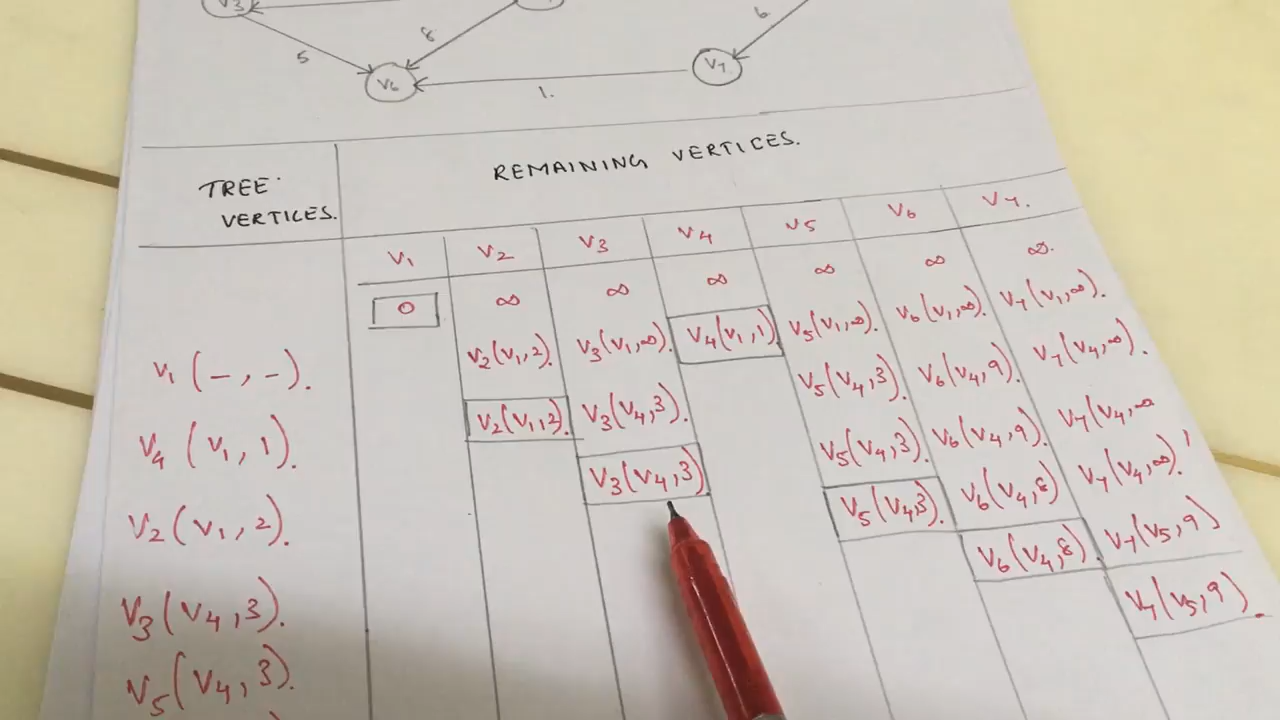 V3
5
8
6
V6
V7
1.
TREE
VERTICES.
REMAINING VERTICES.
V1 V2 V3 V4 V5 V6 V7.
0 ∞ ∞ ∞ ∞ ∞ ∞.
V1 (-, -). V2(V1,2). V3(V1,∞). V4(V1,1) V5(V1,∞). V6(V1,∞). V7(V1,∞).
V4 (V1, 1). V2(V1,2). V3(V4,3). V5(V4,3). V6(V4,9). V7(V4,∞).
V2 (V1, 2). V3(V4,3) V5(V4,3). V6(V4,9). V7(V4,∞
V3(V4,3). V5(V4,3). V6(V4,8) V7(V4,∞).
V5(V4,3). V6(V4,8). V7(V5,9)
V7(V5,9).